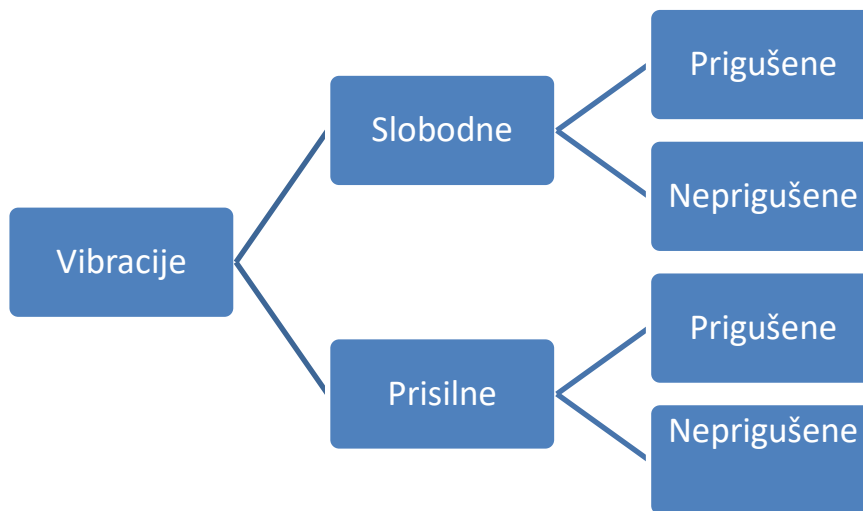 Vibracije
Slobodne
Prigušene
Neprigušene
Prisilne
Prigušene
Neprigušene